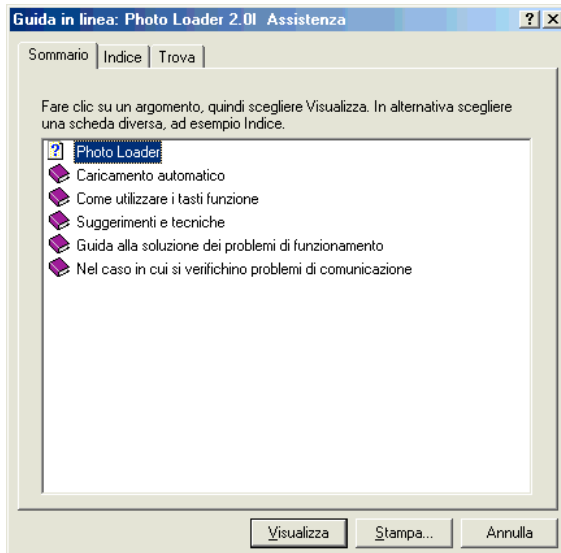 Guida in linea: Photo Loader 2.0I Assistenza
Sommario Indice Trova
Fare clic su un argomento, quindi scegliere Visualizza. In alternativa scegliere
una scheda diversa, ad esempio Indice.
Photo Loader
Caricamento automatico
Come utilizzare i tasti funzione
Suggerimenti e tecniche
Guida alla soluzione dei problemi di funzionamento
Nel caso in cui si verifichino problemi di comunicazione
Visualizza Stampa... Annulla